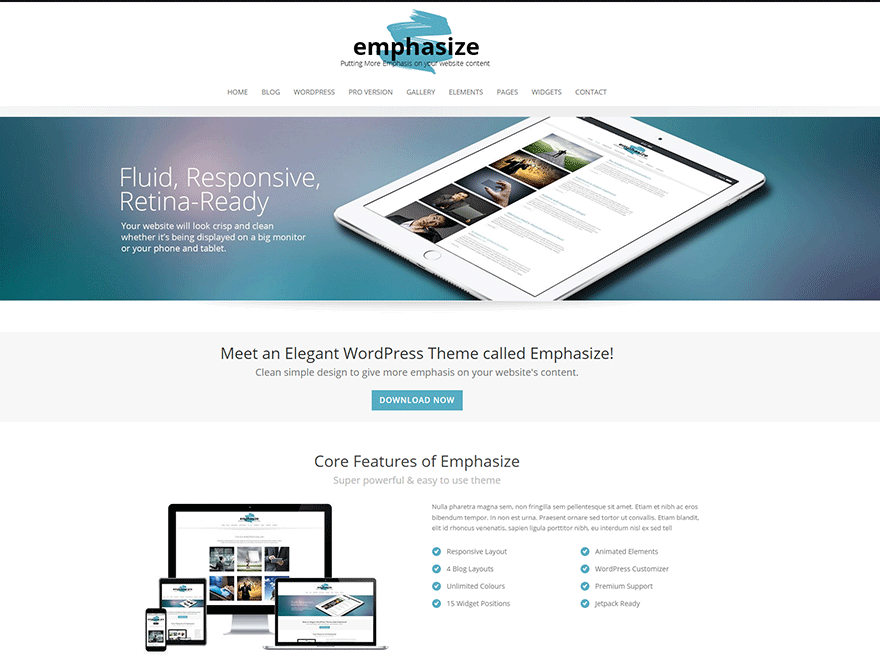 emphasize
Putting More Emphasis on your website content
HOME BLOG WORDPRESS PRO VERSION GALLERY ELEMENTS PAGES WIDGETS CONTACT
Fluid, Responsive,
Retina-Ready
Your website will look crisp and clean
whether it's being displayed on a big monitor
or your phone and tablet.
emphasize
Meet an Elegant WordPress Theme called Emphasize!
Clean simple design to give more emphasis on your website's content.
DOWNLOAD NOW
Core Features of Emphasize
Super powerful & easy to use theme
Nulla pharetra magna sem, non fringilla sem pellentesque sit amet. Etiam et nibh ac eros
bibendum tempor. In non est urna. Praesent ornare sed tortor ut convallis. Etiam blandit,
elit id rhoncus venenatis, sapien ligula porttitor nibh, eu interdum nisl ex sed tell
Responsive Layout
Animated Elements
4 Blog Layouts
WordPress Customizer
Unlimited Colours
Premium Support
15 Widget Positions
Jetpack Ready
emphasize